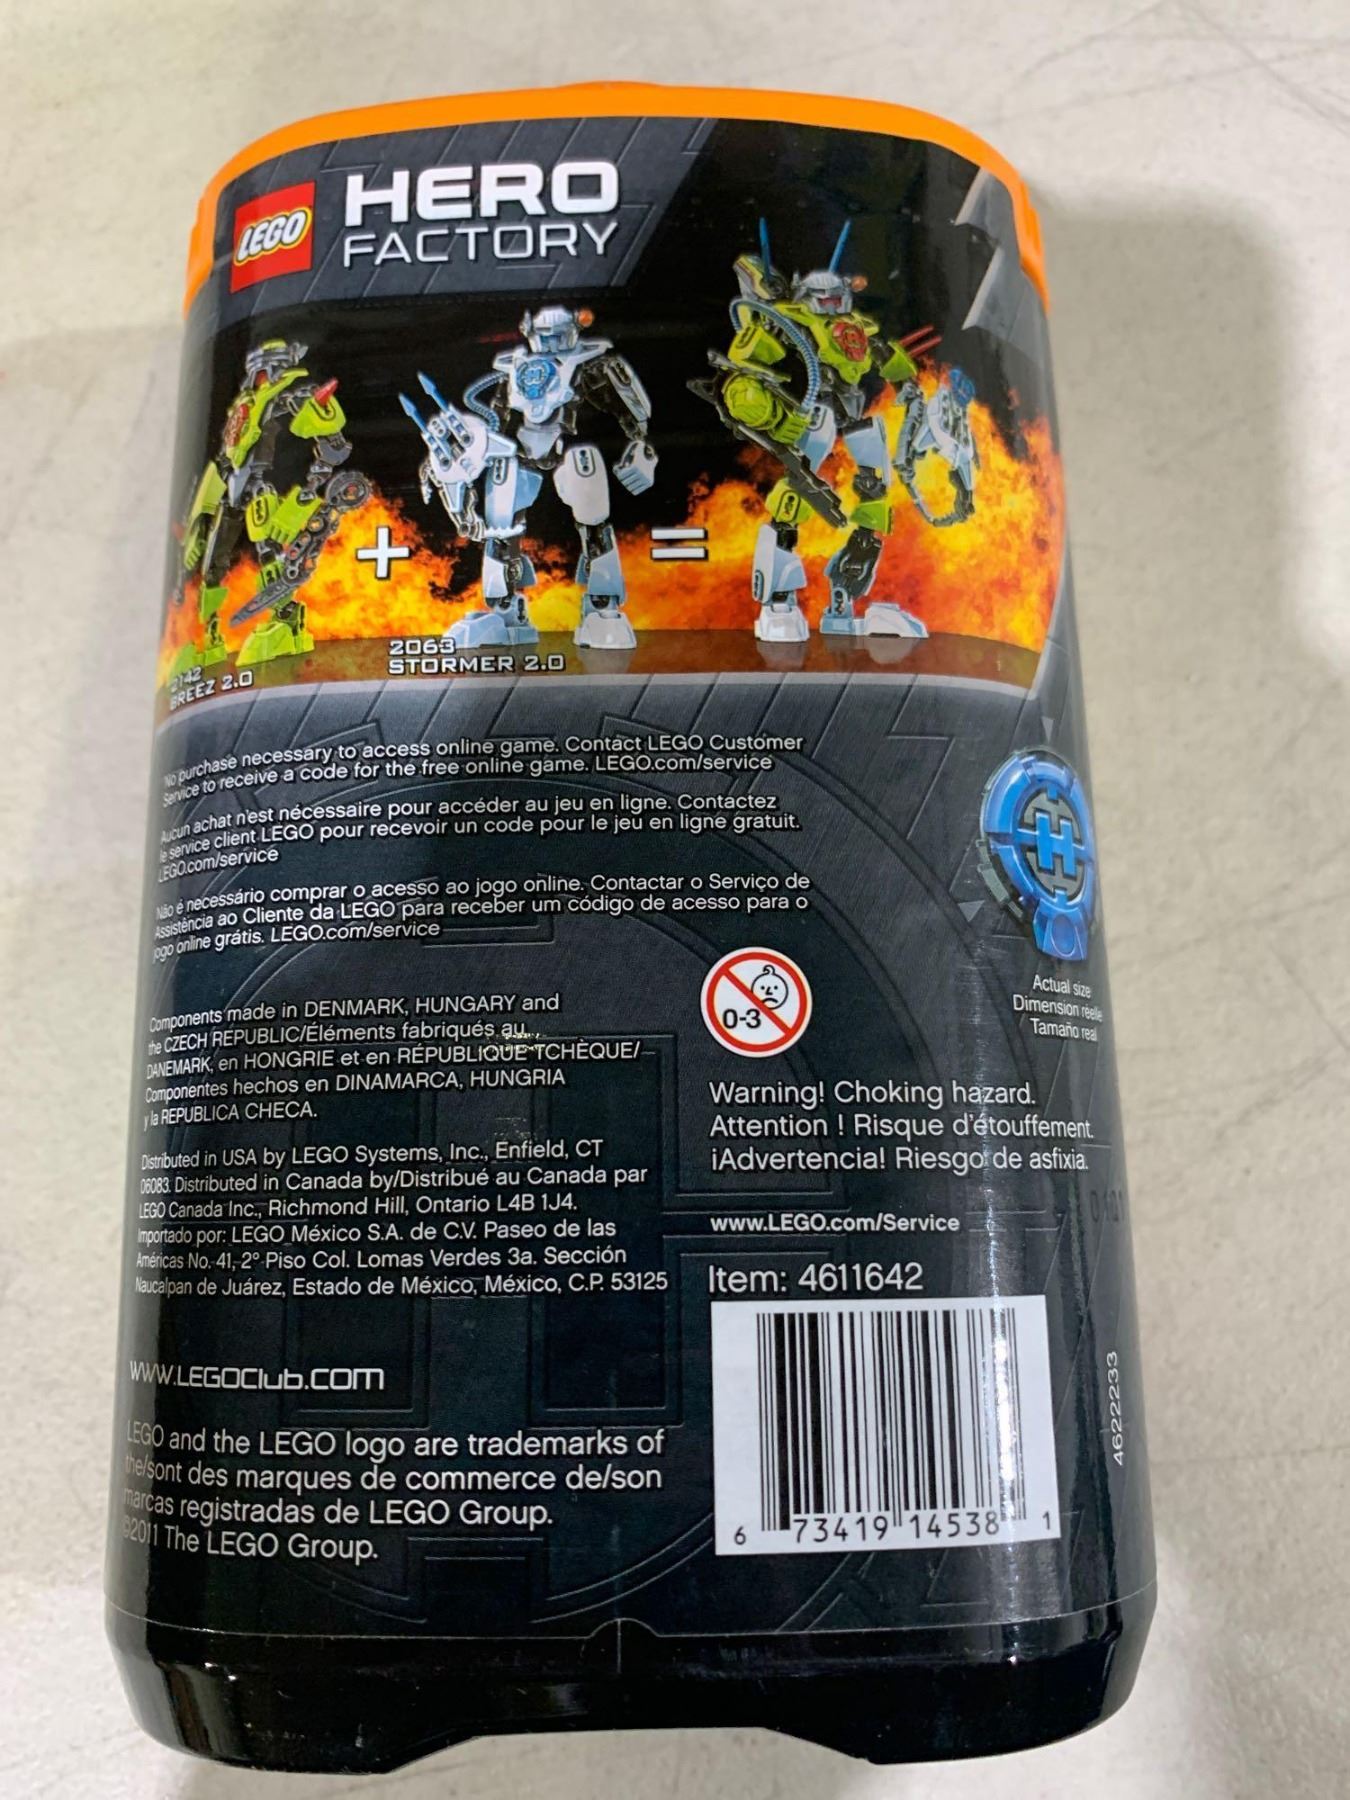 LEGO
HERO
FACTORY
+
=
2142
BREEZ 2.0
2063
STORMER 2.0
No purchase necessary to access online game. Contact LEGO Customer
Service to receive a code for the free online game. LEGO.com/service
Aucun achat n'est nécessaire pour accéder au jeu en ligne. Contactez
le service client LEGO pour recevoir un code pour le jeu en ligne gratuit.
LEGO.com/service
Não é necessário comprar o acesso ao jogo online. Contactar o Serviço de
Assistência ao Cliente da LEGO para receber um código de acesso para o
jogo online grátis. LEGO.com/service
H
Actual size
Dimension réelle
Tamaño real
Components made in DENMARK, HUNGARY and
the CZECH REPUBLIC/Éléments fabriqués au
DANEMARK, en HONGRIE et en RÉPUBLIQUE TCHÈQUE/
Componentes hechos en DINAMARCA, HUNGRIA
y la REPUBLICA CHECA.
0-3
Warning! Choking hazard.
Attention ! Risque d'étouffement.
¡Advertencia! Riesgo de asfixia.
Distributed in USA by LEGO Systems, Inc., Enfield, CT
06083. Distributed in Canada by/Distribué au Canada par
LEGO Canada Inc., Richmond Hill, Ontario L4B 1J4.
Importado por: LEGO México S.A. de C.V. Paseo de las
Américas No. 41, 2° Piso Col. Lomas Verdes 3a. Sección
Naucalpan de Juárez, Estado de México, México, C.P. 53125
www.LEGO.com/Service
Item: 4611642
www.LEGOClub.com
LEGO and the LEGO logo are trademarks of
the/sont des marques de commerce de/son
marcas registradas de LEGO Group.
©2011 The LEGO Group.
6 73419 14538 1
4622233